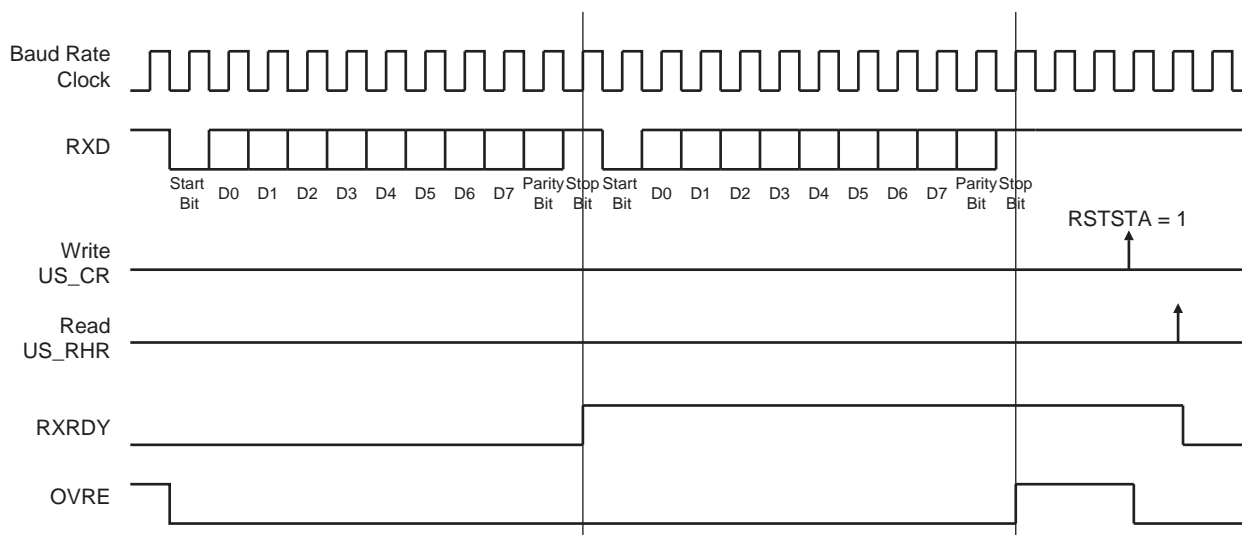 Baud Rate
Clock
RXD
Start
Bit
D0
D1
D2
D3
D4
D5
D6
D7
Parity
Bit
Stop
Bit
Start
Bit
D0
D1
D2
D3
D4
D5
D6
D7
Parity
Bit
Stop
Bit
RSTSTA = 1
Write
US_CR
Read
US_RHR
RXRDY
OVRE